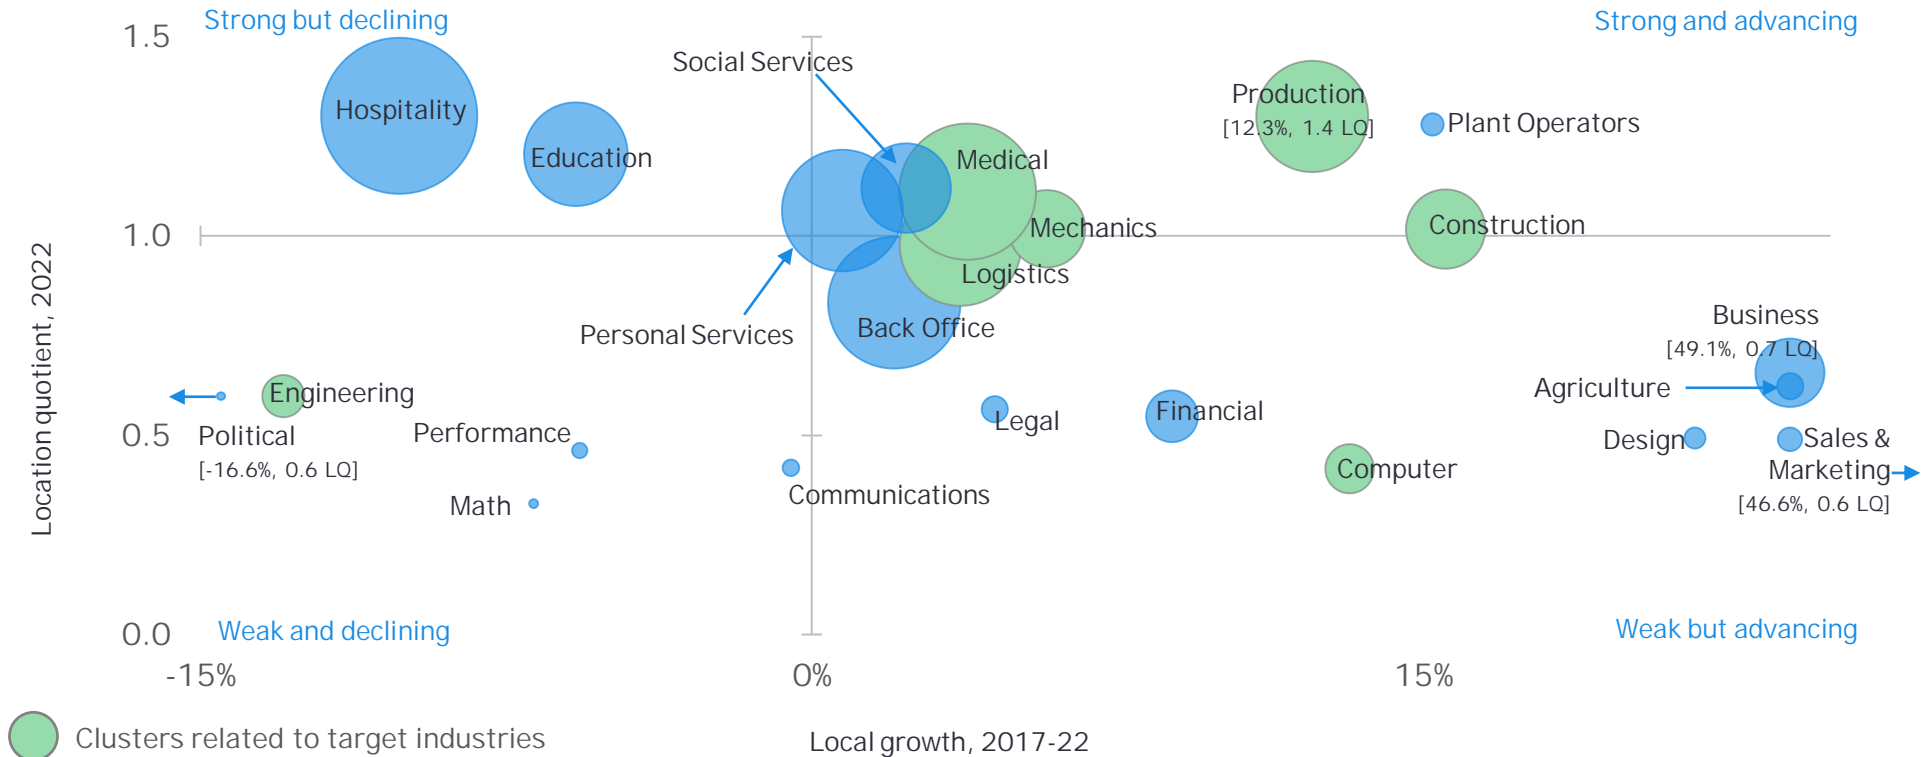 Strong but declining
Strong and advancing
1.5
Social Services
Production
[12.3%, 1.4 LQ]
Plant Operators
Hospitality
Education
Medical
Mechanics
Construction
1.0
Logistics
Location quotient, 2022
Personal Services
Back Office
Business
[49.1%, 0.7 LQ]
Agriculture
Engineering
Political
[-16.6%, 0.6 LQ]
Performance
Legal
Financial
Design
Sales &
Marketing
[46.6%, 0.6 LQ]
0.5
Math
Communications
Computer
0.0
Weak and declining
Weak but advancing
-15%
0%
15%
Clusters related to target industries
Local growth, 2017-22